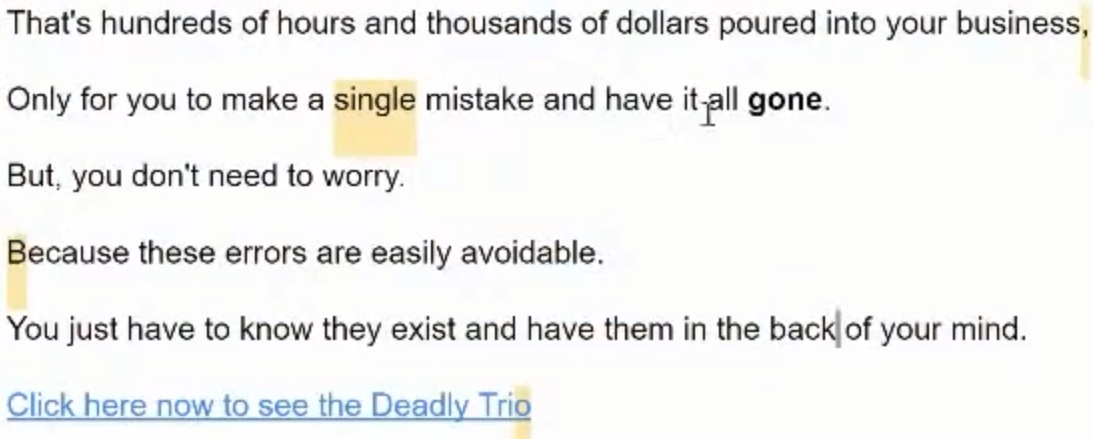 That's hundreds of hours and thousands of dollars poured into your business,
Only for you to make a single mistake and have it all gone.
But, you don't need to worry.
Because these errors are easily avoidable.
You just have to know they exist and have them in the back of your mind.
Click here now to see the Deadly Trio